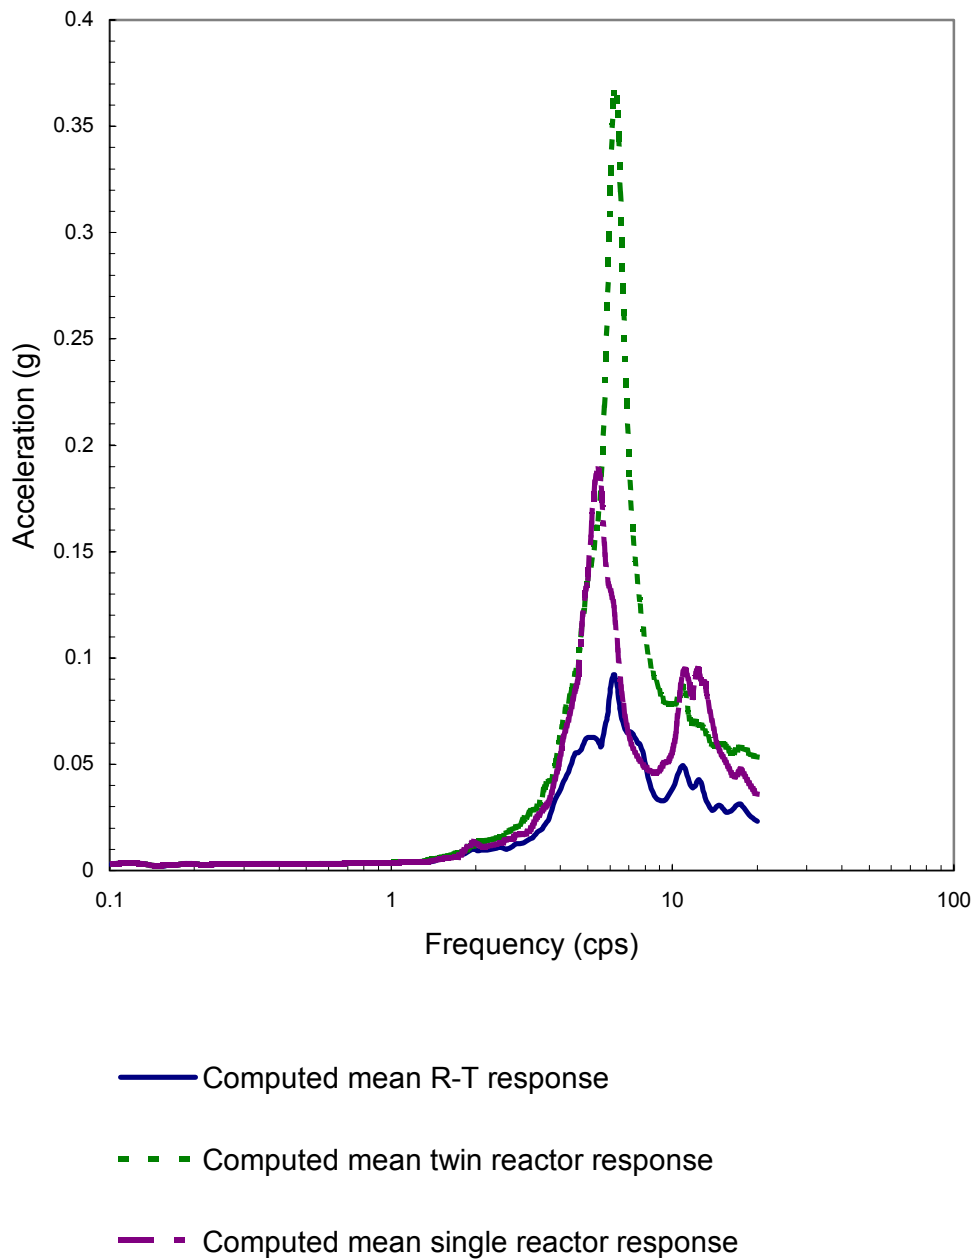 0.4
0.35
0.3
0.25
0.2
0.15
0.1
0.05
0
Acceleration (g)
0.1 1 10 100
Frequency (cps)
Computed mean R-T response
Computed mean twin reactor response
Computed mean single reactor response